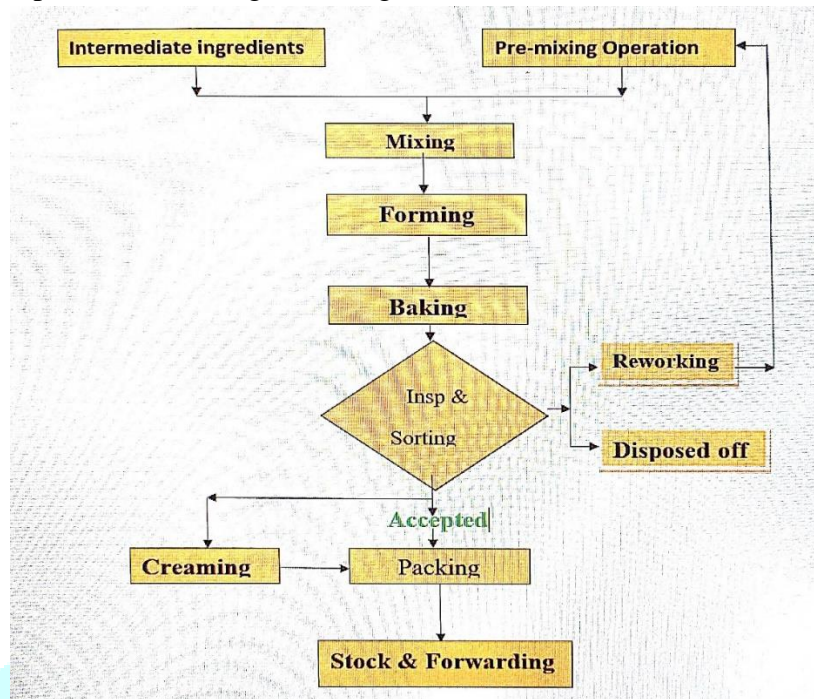 Intermediate ingredients
Pre-mixing Operation
Mixing
Forming
Baking
Insp &
Sorting
Reworking
Disposed off
Accepted
Creaming
Packing
Stock & Forwarding